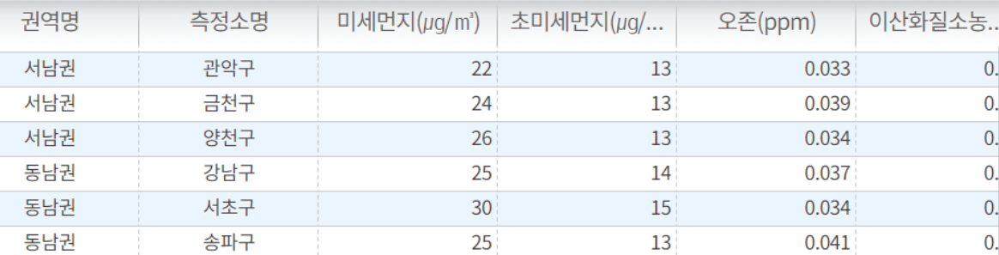 권역명 측정소명 미세먼지(㎍/㎥) 초미세먼지(㎍/... 오존(ppm) 이산화질소농..
서남권 관악구 22 13 0.033 0.
서남권 금천구 24 13 0.039 0.
서남권 양천구 26 13 0.034 0.
동남권 강남구 25 14 0.037 0.
동남권 서초구 30 15 0.034 0.
동남권 송파구 25 13 0.041 0.